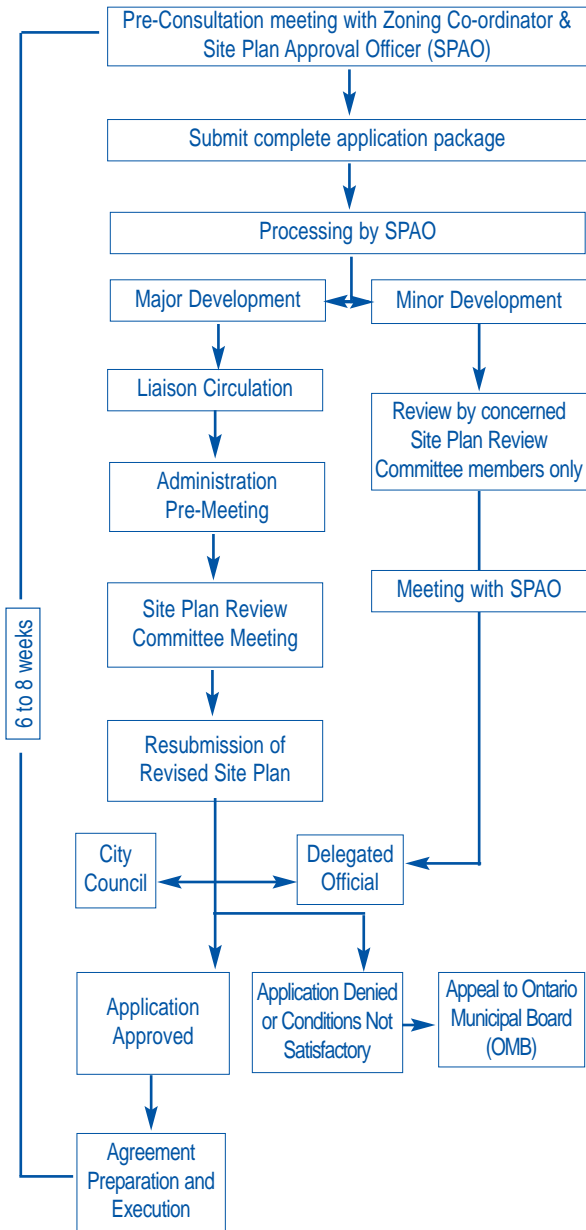 Pre-Consultation meeting with Zoning Co-ordinator &
Site Plan Approval Officer (SPAO)
Submit complete application package
Processing by SPAO
Major Development
Minor Development
Liaison Circulation
Review by concerned
Site Plan Review
Committee members only
Administration
Pre-Meeting
Meeting with SPAO
Site Plan Review
Committee Meeting
6 to 8 weeks
Resubmission of
Revised Site Plan
City
Council
Delegated
Official
Application
Approved
Application Denied
or Conditions Not
Satisfactory
Appeal to Ontario
Municipal Board
(OMB)
Agreement
Preparation and
Execution